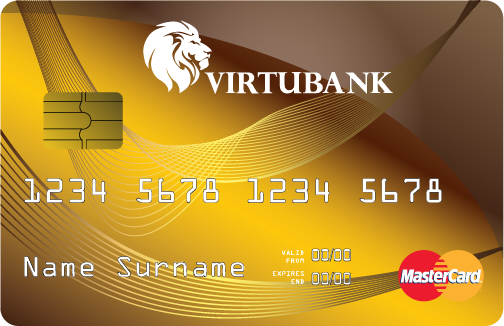 VIRTUBANK
1234 5678 1234 5678
VALID FROM 00/00
Name Surname
EXPIRES END 00/00
MasterCard